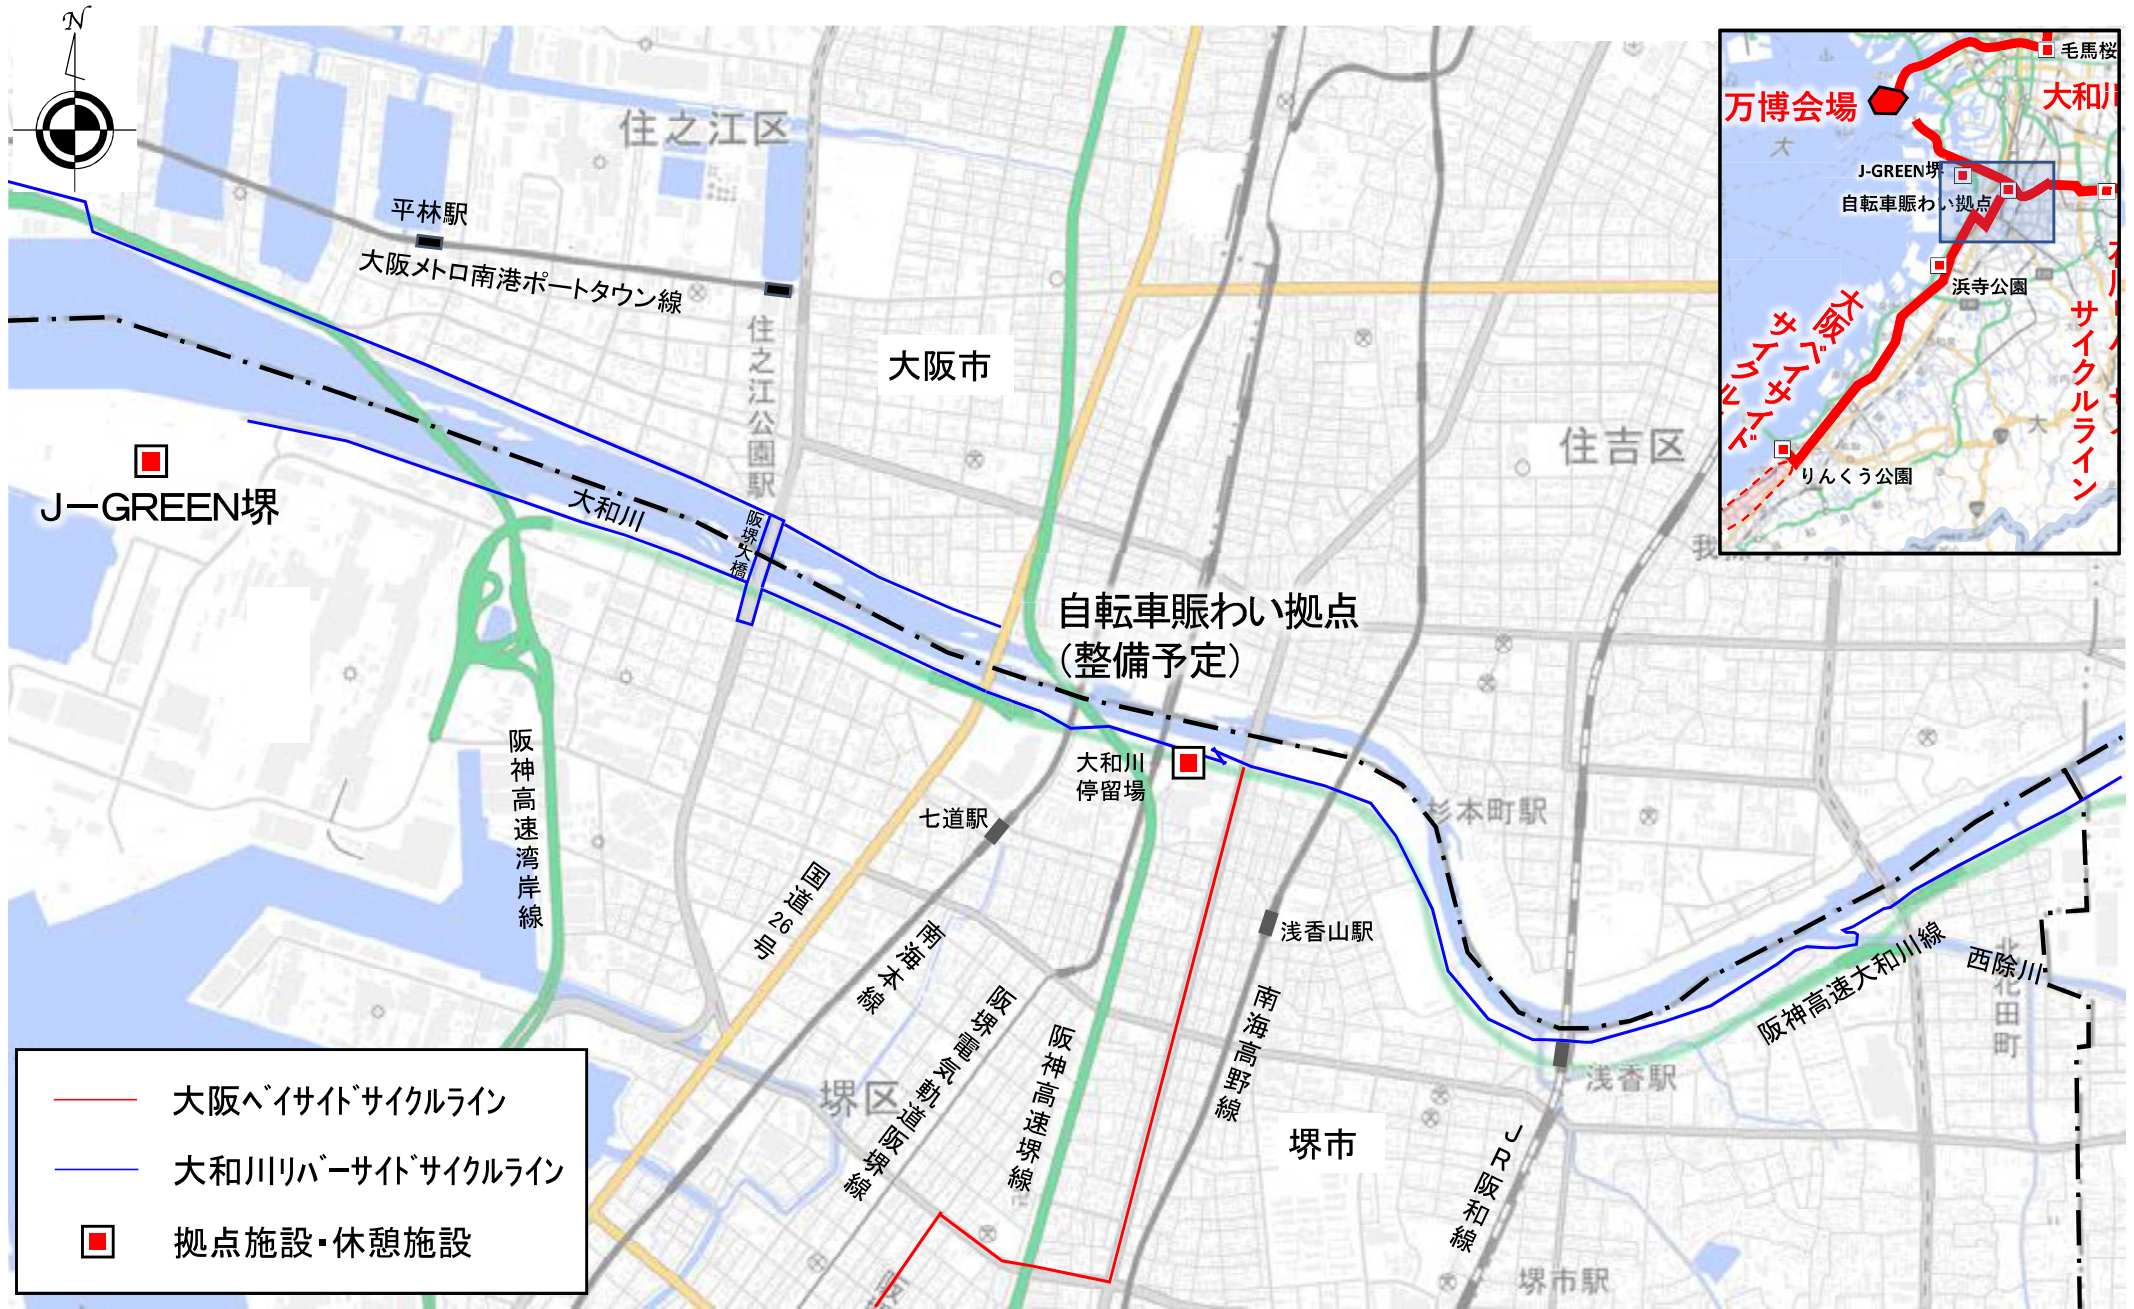 N
住之江区
平林駅
大阪メトロ南港ポートタウン線
住之江公園駅
大阪市
住吉区
J－GREEN堺
大和川
阪堺大橋
自転車賑わい拠点
（整備予定）
大和川
停留場
七道駅
杉本町駅
浅香山駅
阪神高速湾岸線
国道26号
南海本線
阪堺電気軌道阪堺線
阪神高速堺線
南海高野線
阪神高速大和川線
西除川
北花田町
浅香駅
堺区
堺市
JR阪和線
堺市駅
大阪ベイサイドサイクルライン
大和川リバーサイドサイクルライン
拠点施設・休憩施設
毛馬桜
万博会場
大和川
J-GREEN堺
自転車賑わい拠点
浜寺公園
大阪ベイサイド
サイクルル
サイクルライン
りんくう公園
大
大